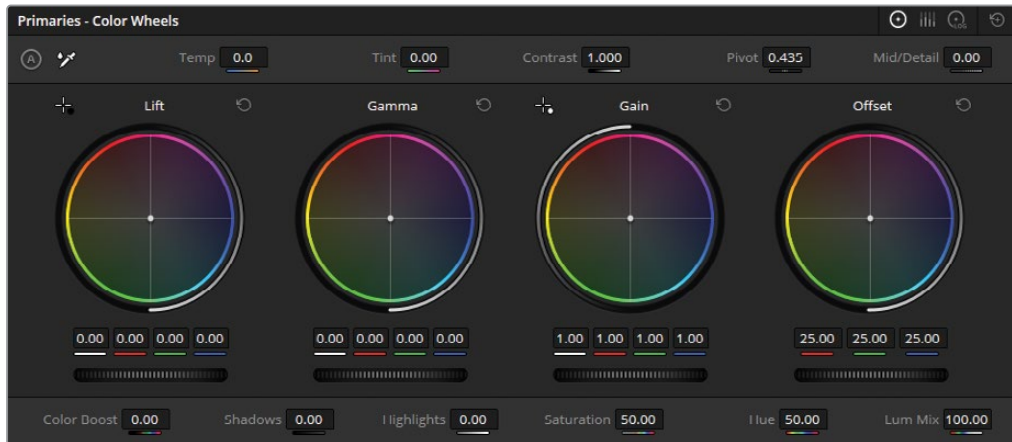 Primaries - Color Wheels LOG
A Temp 0.0 Tint 0.00 Contrast 1.000 Pivot 0.435 Mid/Detail 0.00
Lift Gamma Gain Offset
0.00 0.00 0.00 0.00 0.00 0.00 0.00 0.00 1.00 1.00 1.00 1.00 25.00 25.00 25.00
Color Boost 0.00 Shadows 0.00 Highlights 0.00 Saturation 50.00 Hue 50.00 Lum Mix 100.00